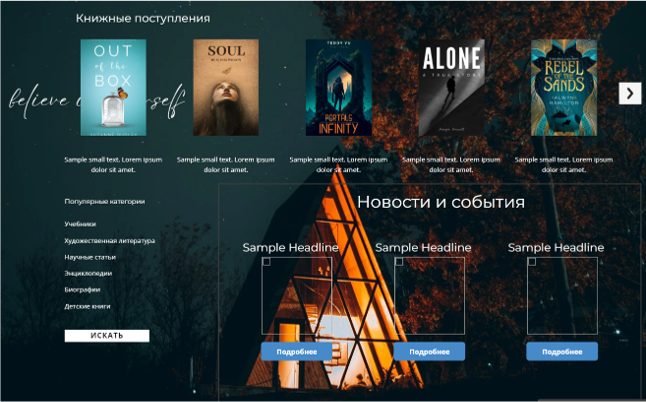 Книжные поступления
OUT
of the
BOX
SOUL
TEDDY YU
PORTALS
INFINITY
ALONE
A TRUE STORY
REBEL
OF THE
SANDS
ALWYN
HAMILTON
believe
Sample small text. Lorem ipsum
dolor sit amet.
Sample small text. Lorem ipsum
dolor sit amet.
Sample small text. Lorem ipsum
dolor sit amet.
Sample small text. Lorem ipsum
dolor sit amet.
Sample small text. Lorem ipsum
dolor sit amet.
Популярные категории
Учебники
Художественная литература
Научные статьи
Энциклопедии
Биографии
Детские книги
ИСКАТЬ
Новости и события
Sample Headline
Sample Headline
Sample Headline
Подробнее
Подробнее
Подробнее